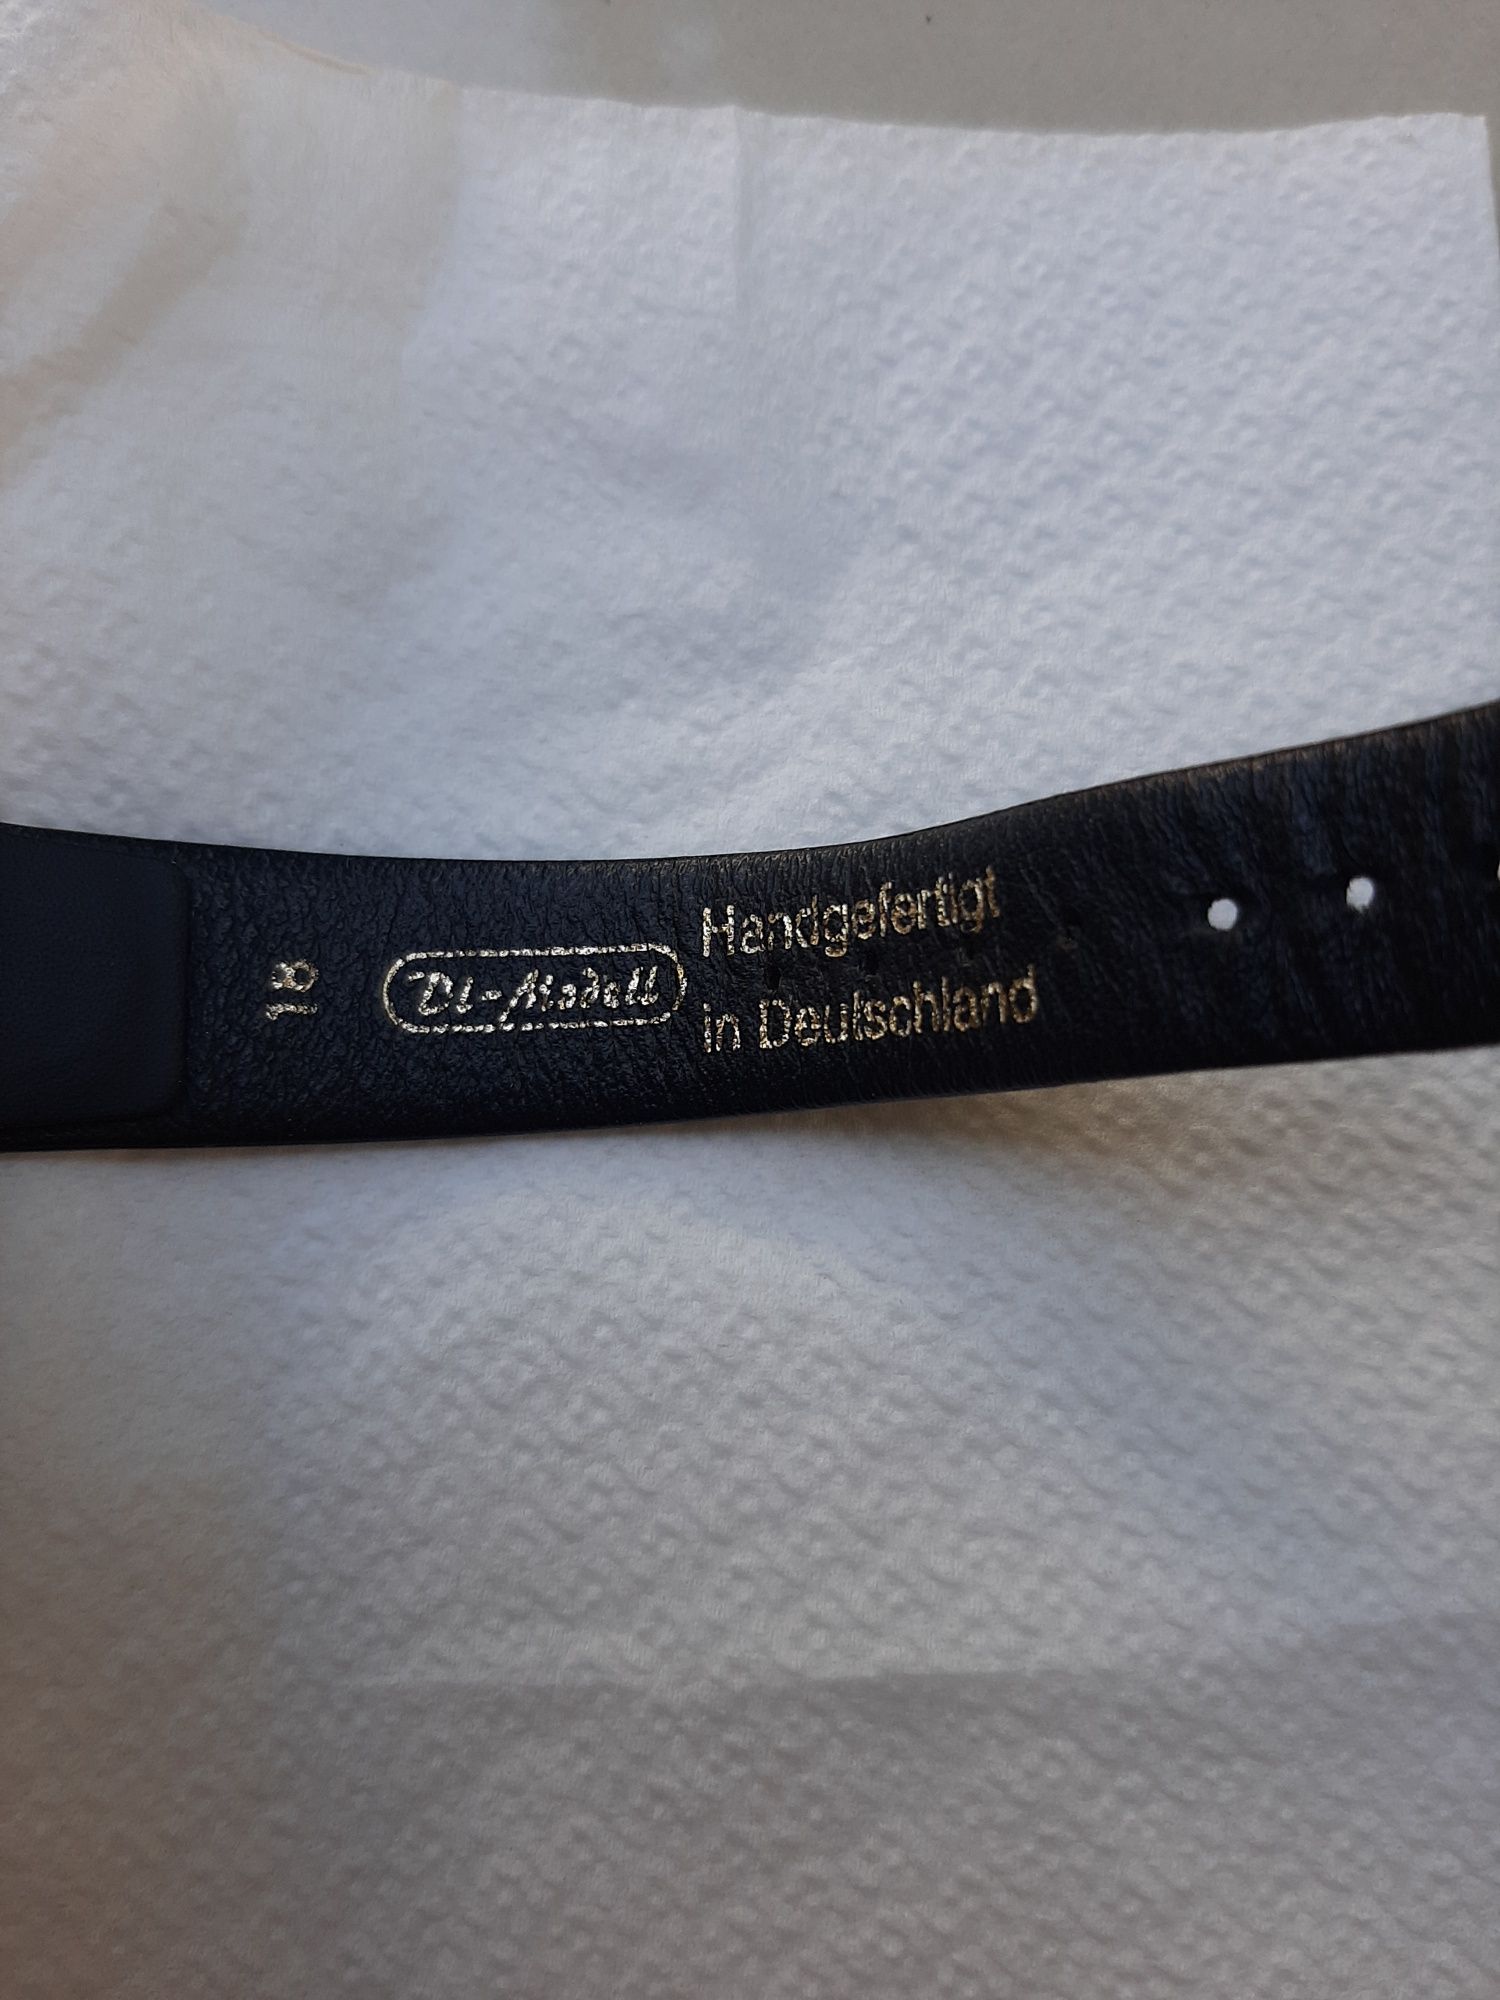 18
Di-Modell
Handgefertigt
in Deutschland